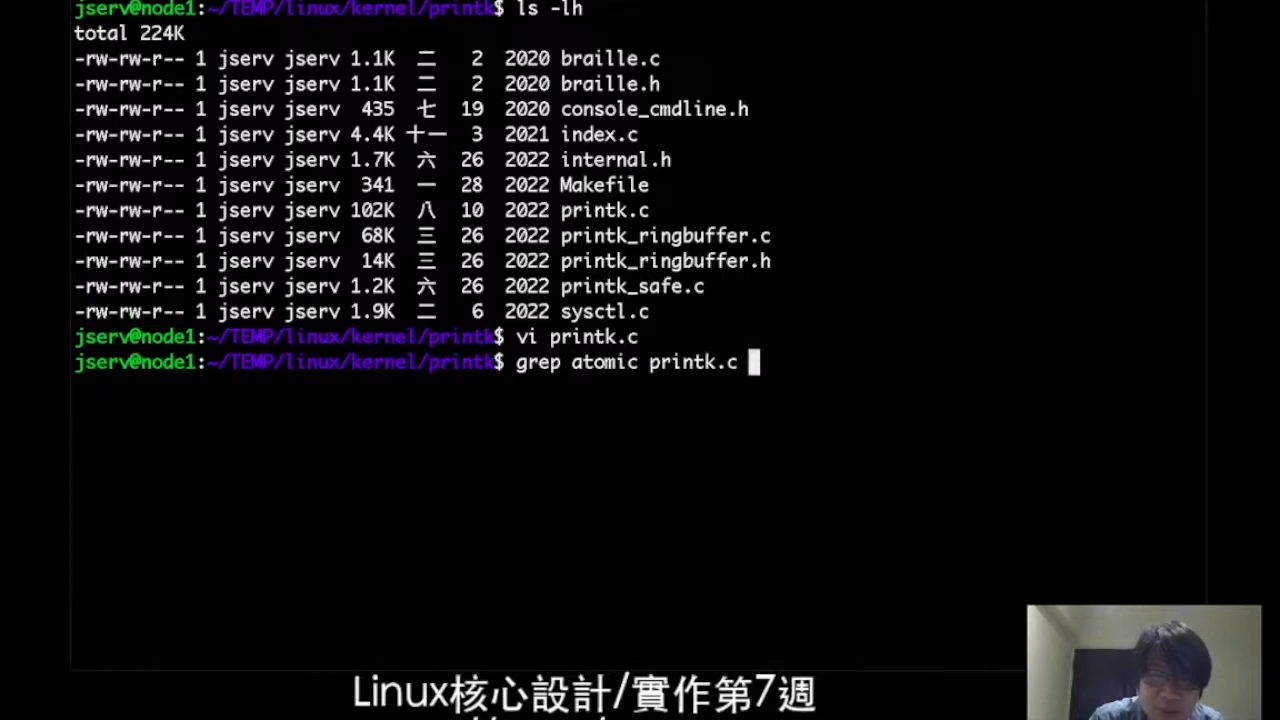 jserv@node1:~/TEMP/linux/kernel/printk$ ls -lh
total 224K
-rw-rw-r-- 1 jserv jserv 1.1K 二 2 2020 braille.c
-rw-rw-r-- 1 jserv jserv 1.1K 二 2 2020 braille.h
-rw-rw-r-- 1 jserv jserv 435 七 19 2020 console_cmdline.h
-rw-rw-r-- 1 jserv jserv 4.4K 十一 3 2021 index.c
-rw-rw-r-- 1 jserv jserv 1.7K 六 26 2022 internal.h
-rw-rw-r-- 1 jserv jserv 341 一 28 2022 Makefile
-rw-rw-r-- 1 jserv jserv 102K 八 10 2022 printk.c
-rw-rw-r-- 1 jserv jserv 68K 三 26 2022 printk_ringbuffer.c
-rw-rw-r-- 1 jserv jserv 14K 三 26 2022 printk_ringbuffer.h
-rw-rw-r-- 1 jserv jserv 1.2K 六 26 2022 printk_safe.c
-rw-rw-r-- 1 jserv jserv 1.9K 二 6 2022 sysctl.c
jserv@node1:~/TEMP/linux/kernel/printk$ vi printk.c
jserv@node1:~/TEMP/linux/kernel/printk$ grep atomic printk.c
Linux核心設計/實作第7週